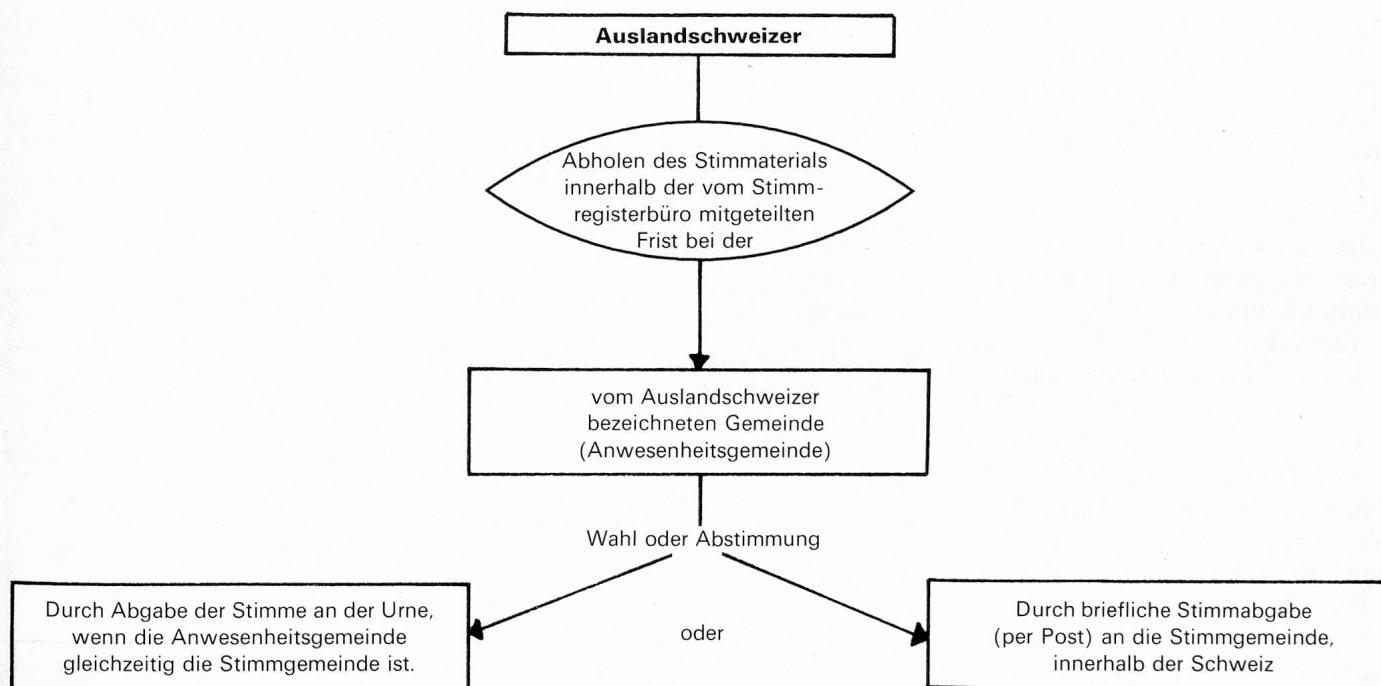 Auslandschweizer
Abholen des Stimmaterials
innerhalb der vom Stimm-
registerbüro mitgeteilten
Frist bei der
vom Auslandschweizer
bezeichneten Gemeinde
(Anwesenheitsgemeinde)
Wahl oder Abstimmung
Durch Abgabe der Stimme an der Urne,
wenn die Anwesenheitsgemeinde
gleichzeitig die Stimmgemeinde ist.
oder
Durch briefliche Stimmabgabe
(per Post) an die Stimmgemeinde,
innerhalb der Schweiz